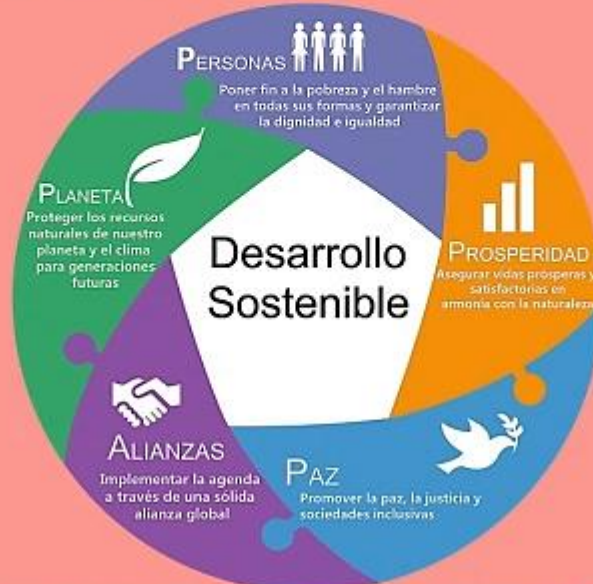 PERSONAS
Poner fin a la pobreza y el hambre
en todas sus formas y garantizar
la dignidad e igualdad
PLANETA
Proteger los recursos
naturales de nuestro
planeta y el clima
para generaciones
futuras
Desarrollo
Sostenible
PROSPERIDAD
Asegurar vidas prósperas y
satisfactorias en
armonía con la naturaleza
ALIANZAS
Implementar la agenda
a través de una sólida
alianza global
PAZ
Promover la paz, la justicia y
sociedades inclusivas